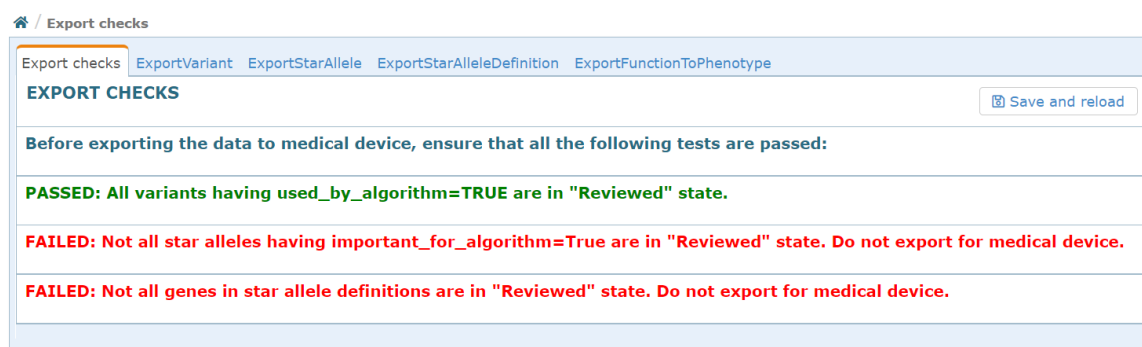 / Export checks
Export checks ExportVariant ExportStarAllele ExportStarAlleleDefinition ExportFunctionToPhenotype
EXPORT CHECKS
Save and reload
Before exporting the data to medical device, ensure that all the following tests are passed:
PASSED: All variants having used_by_algorithm=TRUE are in "Reviewed" state.
FAILED: Not all star alleles having important_for_algorithm=True are in "Reviewed" state. Do not export for medical device.
FAILED: Not all genes in star allele definitions are in "Reviewed" state. Do not export for medical device.